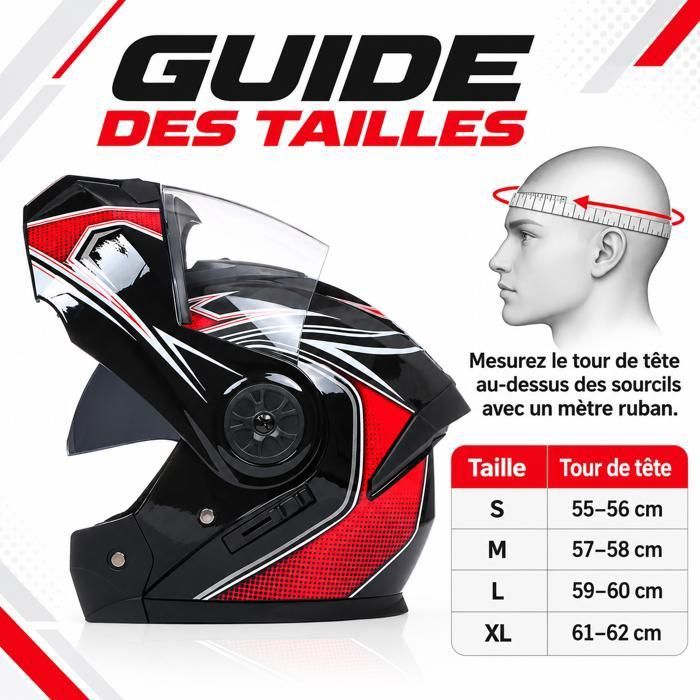 GUIDE
DES TAILLES
Mesurez le tour de tête
au-dessus des sourcils
avec un mètre ruban.
Taille Tour de tête
S 55–56 cm
M 57–58 cm
L 59–60 cm
XL 61–62 cm